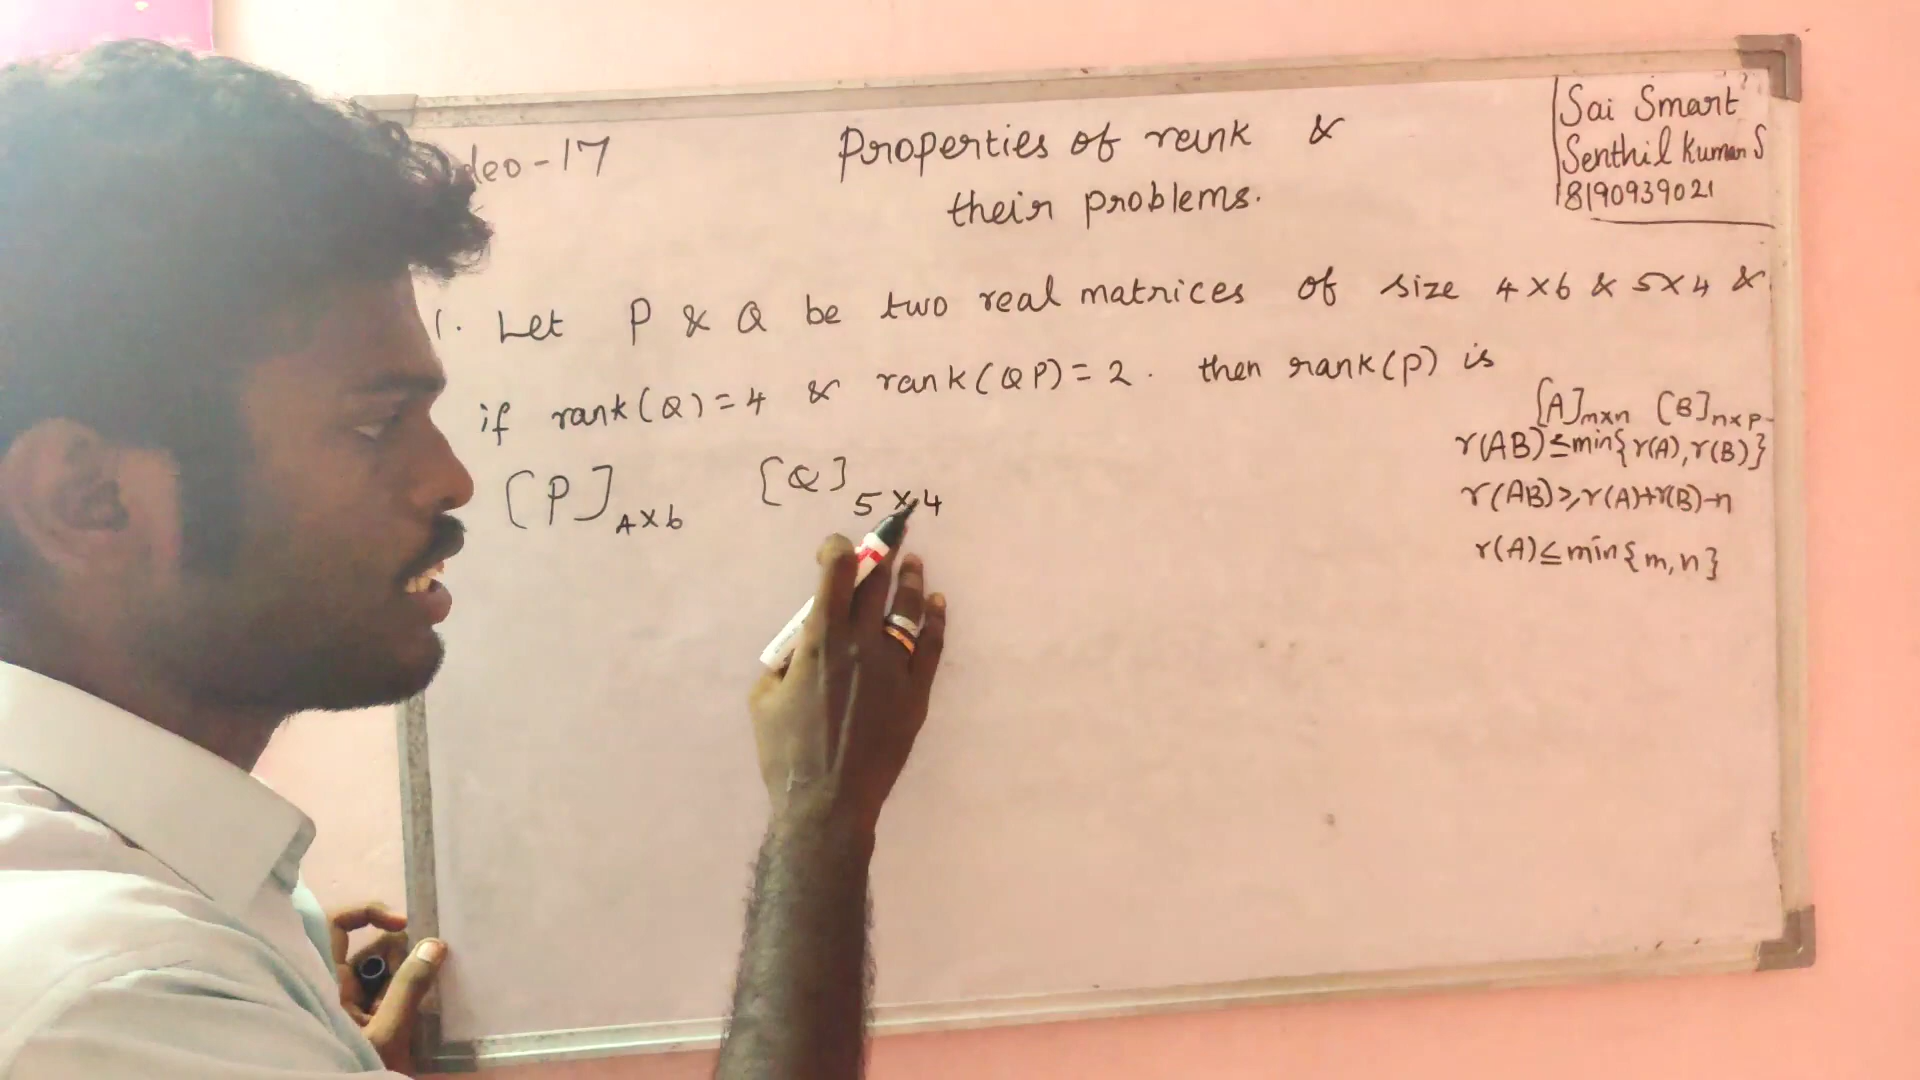 deo-17
Properties of rank &
their problems.
Sai Smart
Senthil Kumar S
8190939021
1. Let P & Q be two real matrices of size 4×6 & 5×4 &
if rank(Q)=4 & rank(QP)=2. then rank(P) is
[P]4×6 [Q]5×4
[A]m×n [B]n×p
r(AB)≤min{r(A),r(B)}
r(AB)≥r(A)+r(B)-n
r(A)≤min{m,n}